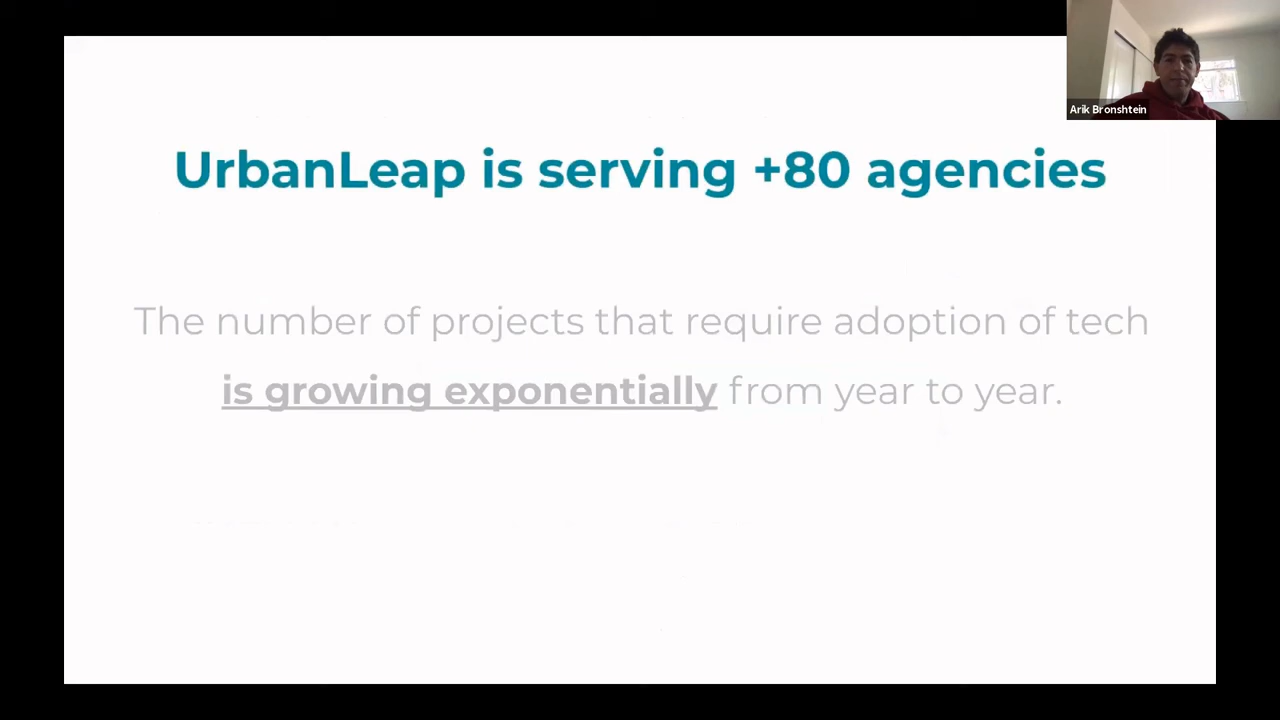 Arik Bronshtein
UrbanLeap is serving +80 agencies
The number of projects that require adoption of tech
is growing exponentially from year to year.